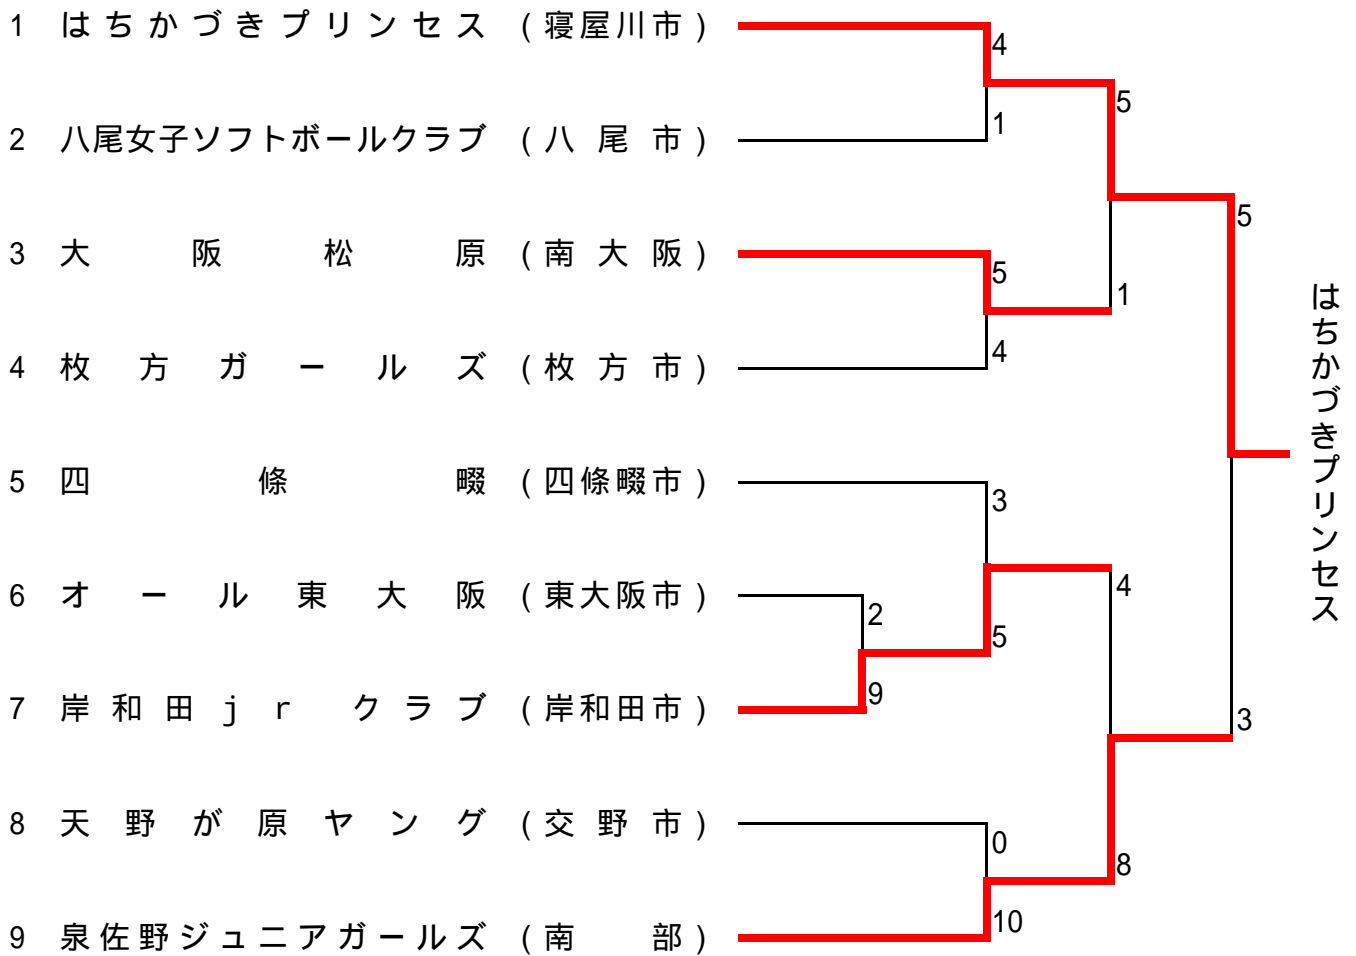 1 はちかづきプリンセス (寝屋川市)
4
5
1
2 八尾女子ソフトボールクラブ (八尾市)
5
3 大阪松原 (南大阪)
5
1
4
4 枚方ガールズ (枚方市)
はちかづきプリンセス
5 四條畷 (四條畷市)
3
4
6 オール東大阪 (東大阪市)
2
5
9
7 岸和田jrクラブ (岸和田市)
3
8 天野が原ヤング (交野市)
0
8
10
9 泉佐野ジュニアガールズ (南部)